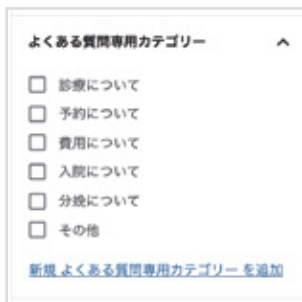 よくある質問専用カテゴリー
診療について
予約について
費用について
入院について
分娩について
その他
新規 よくある質問専用カテゴリー を追加